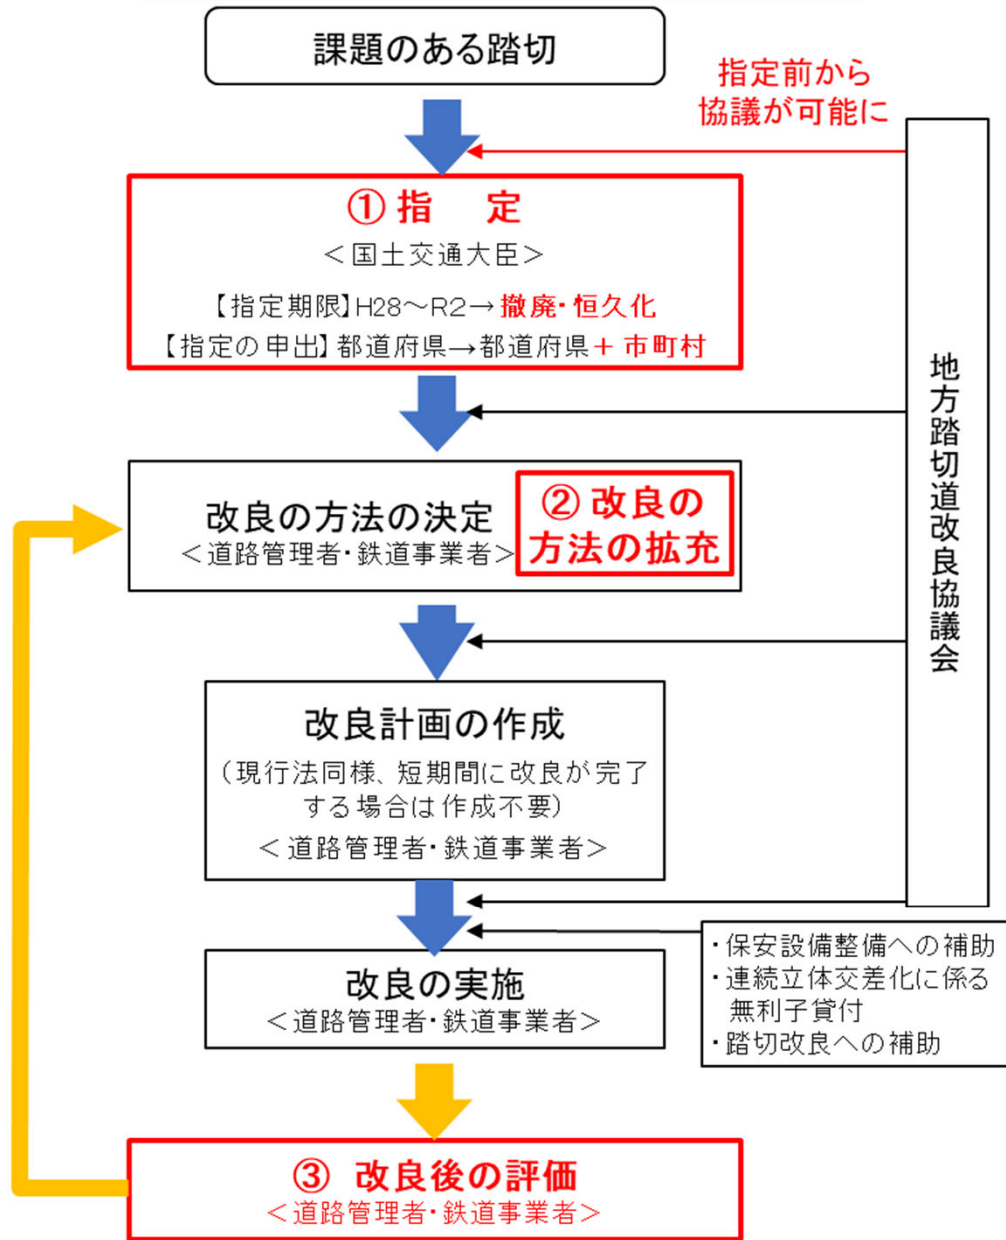 課題のある踏切
指定前から
協議が可能に
①指 定
＜国土交通大臣＞
【指定期限】H28～R2→撤廃・恒久化
【指定の申出】都道府県→都道府県＋市町村
地方踏切道改良協議会
改良の方法の決定
＜道路管理者・鉄道事業者＞
②改良の
方法の拡充
改良計画の作成
（現行法同様、短期間に改良が完了
する場合は作成不要）
＜道路管理者・鉄道事業者＞
・保安設備整備への補助
・連続立体交差化に係る
無利子貸付
・踏切改良への補助
改良の実施
＜道路管理者・鉄道事業者＞
③ 改良後の評価
＜道路管理者・鉄道事業者＞